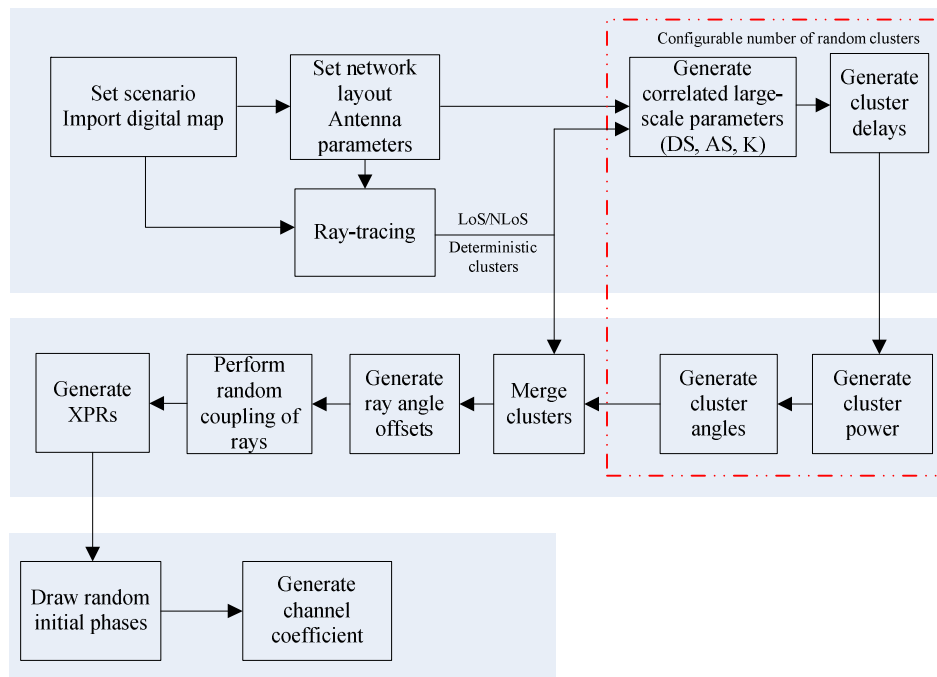 Configurable number of random clusters
Set scenario
Import digital map
Set network
layout
Antenna
parameters
Generate
correlated large-
scale parameters
(DS, AS, K)
Generate
cluster
delays
Ray-tracing
LoS/NLoS
Deterministic
clusters
Generate
XPRs
Perform
random
coupling of
rays
Generate
ray angle
offsets
Merge
clusters
Generate
cluster
angles
Generate
cluster
power
Draw random
initial phases
Generate
channel
coefficient